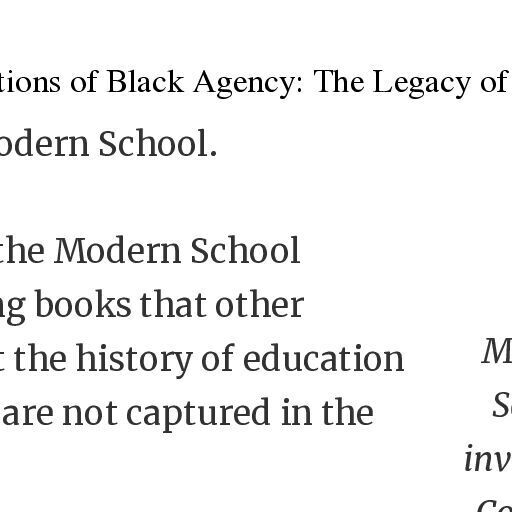 tions of Black Agency: The Legacy of
odern School.
the Modern School
ng books that other
t the history of education
are not captured in the
M
S
inv
Co